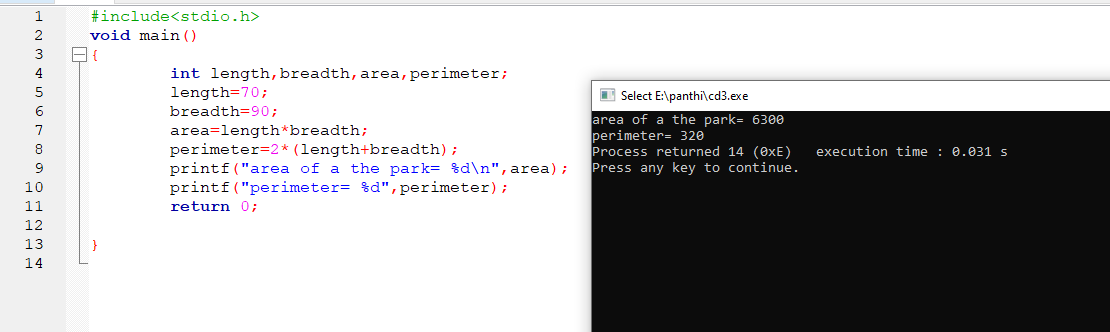 1 #include<stdio.h>
2 void main()
3 {
4 int length,breadth,area,perimeter;
5 length=70;
6 breadth=90;
7 area=length*breadth;
8 perimeter=2*(length+breadth);
9 printf("area of a the park= %d\n",area);
10 printf("perimeter= %d",perimeter);
11 return 0;
12
13 }
14
Select E:\panthi\cd3.exe
area of a the park= 6300
perimeter= 320
Process returned 14 (0xE)   execution time : 0.031 s
Press any key to continue.